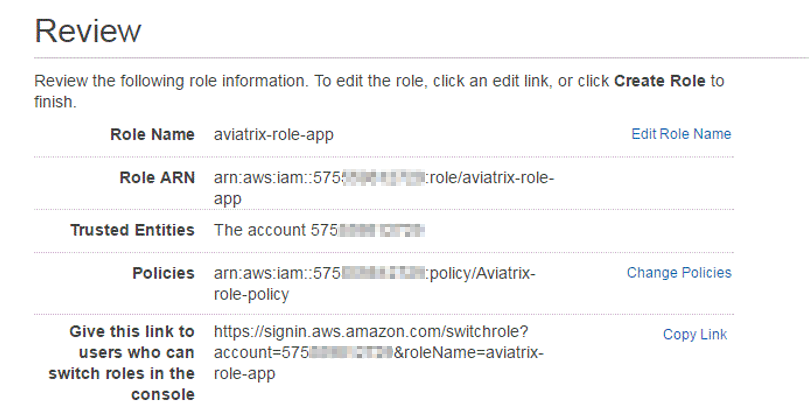 Review
Review the following role information. To edit the role, click an edit link, or click Create Role to
finish.
Role Name aviatrix-role-app Edit Role Name
Role ARN arn:aws:iam::575 :role/aviatrix-role-
app
Trusted Entities The account 575
Policies arn:aws:iam::575 :policy/Aviatrix- Change Policies
role-policy
Give this link to https://signin.aws.amazon.com/switchrole? Copy Link
users who can account=575 &roleName=aviatrix-
switch roles in the role-app
console